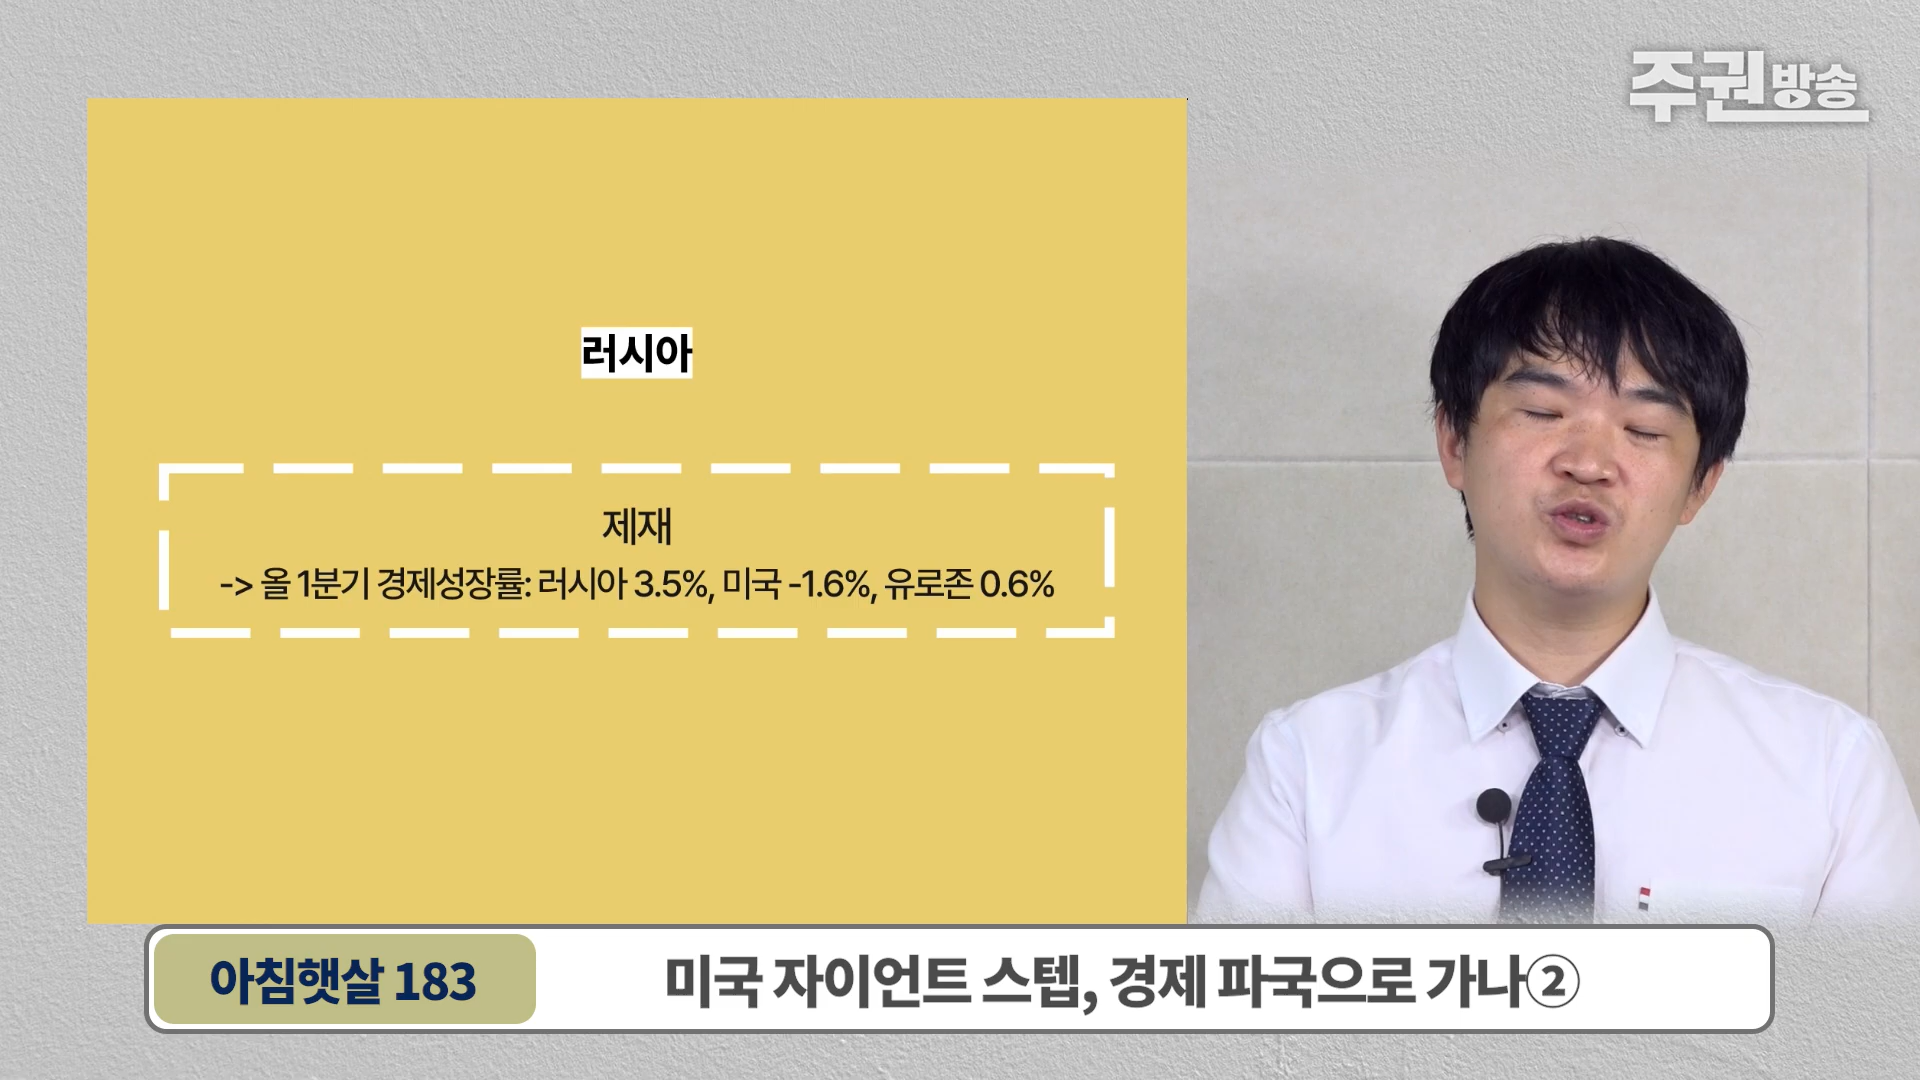 주권방송
러시아
제재
-> 올 1분기 경제성장률: 러시아 3.5%, 미국 -1.6%, 유로존 0.6%
아침햇살 183
미국 자이언트 스텝, 경제 파국으로 가나②